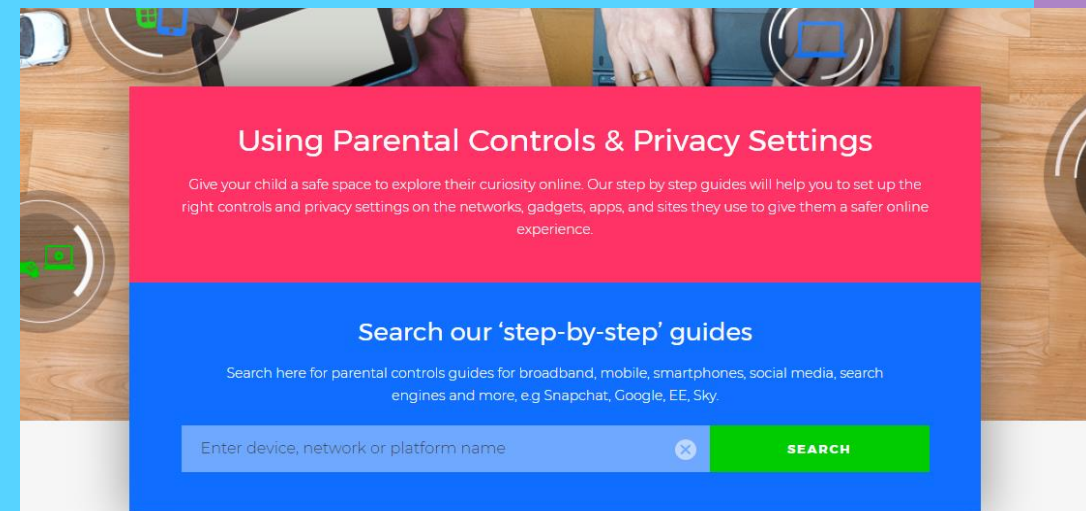 Using Parental Controls & Privacy Settings
Give your child a safe space to explore their curiosity online. Our step by step guides will help you to set up the
right controls and privacy settings on the networks, gadgets, apps, and sites they use to give them a safer online
experience.
Search our ‘step-by-step’ guides
Search here for parental controls guides for broadband, mobile, smartphones, social media, search
engines and more, e.g Snapchat, Google, EE, Sky.
Enter device, network or platform name
SEARCH